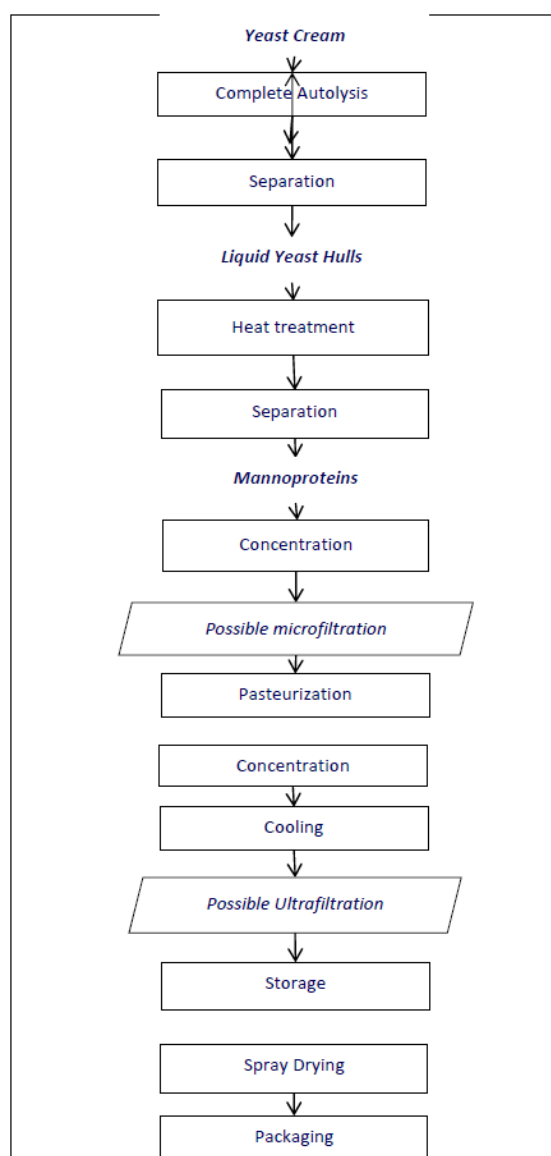 Yeast Cream
Complete Autolysis
Separation
Liquid Yeast Hulls
Heat treatment
Separation
Mannoproteins
Concentration
Possible microfiltration
Pasteurization
Concentration
Cooling
Possible Ultrafiltration
Storage
Spray Drying
Packaging